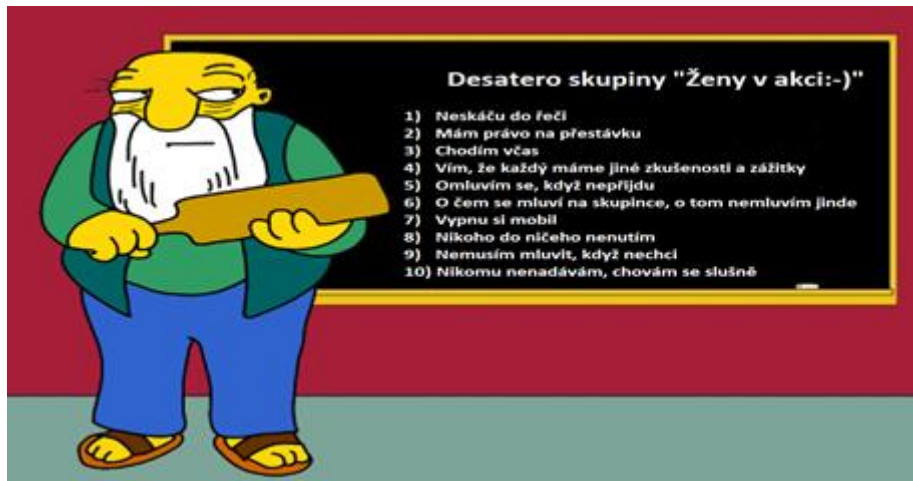 Desatero skupiny "Ženy v akci:-)"
1) Neskáču do řeči
2) Mám právo na přestávku
3) Chodím včas
4) Vím, že každý máme jiné zkušenosti a zážitky
5) Omluvím se, když nepřijdu
6) O čem se mluví na skupince, o tom nemluvím jinde
7) Vypnu si mobil
8) Nikoho do ničeho nenutím
9) Nemusím mluvit, když nechci
10) Nikomu nenadávám, chovám se slušně